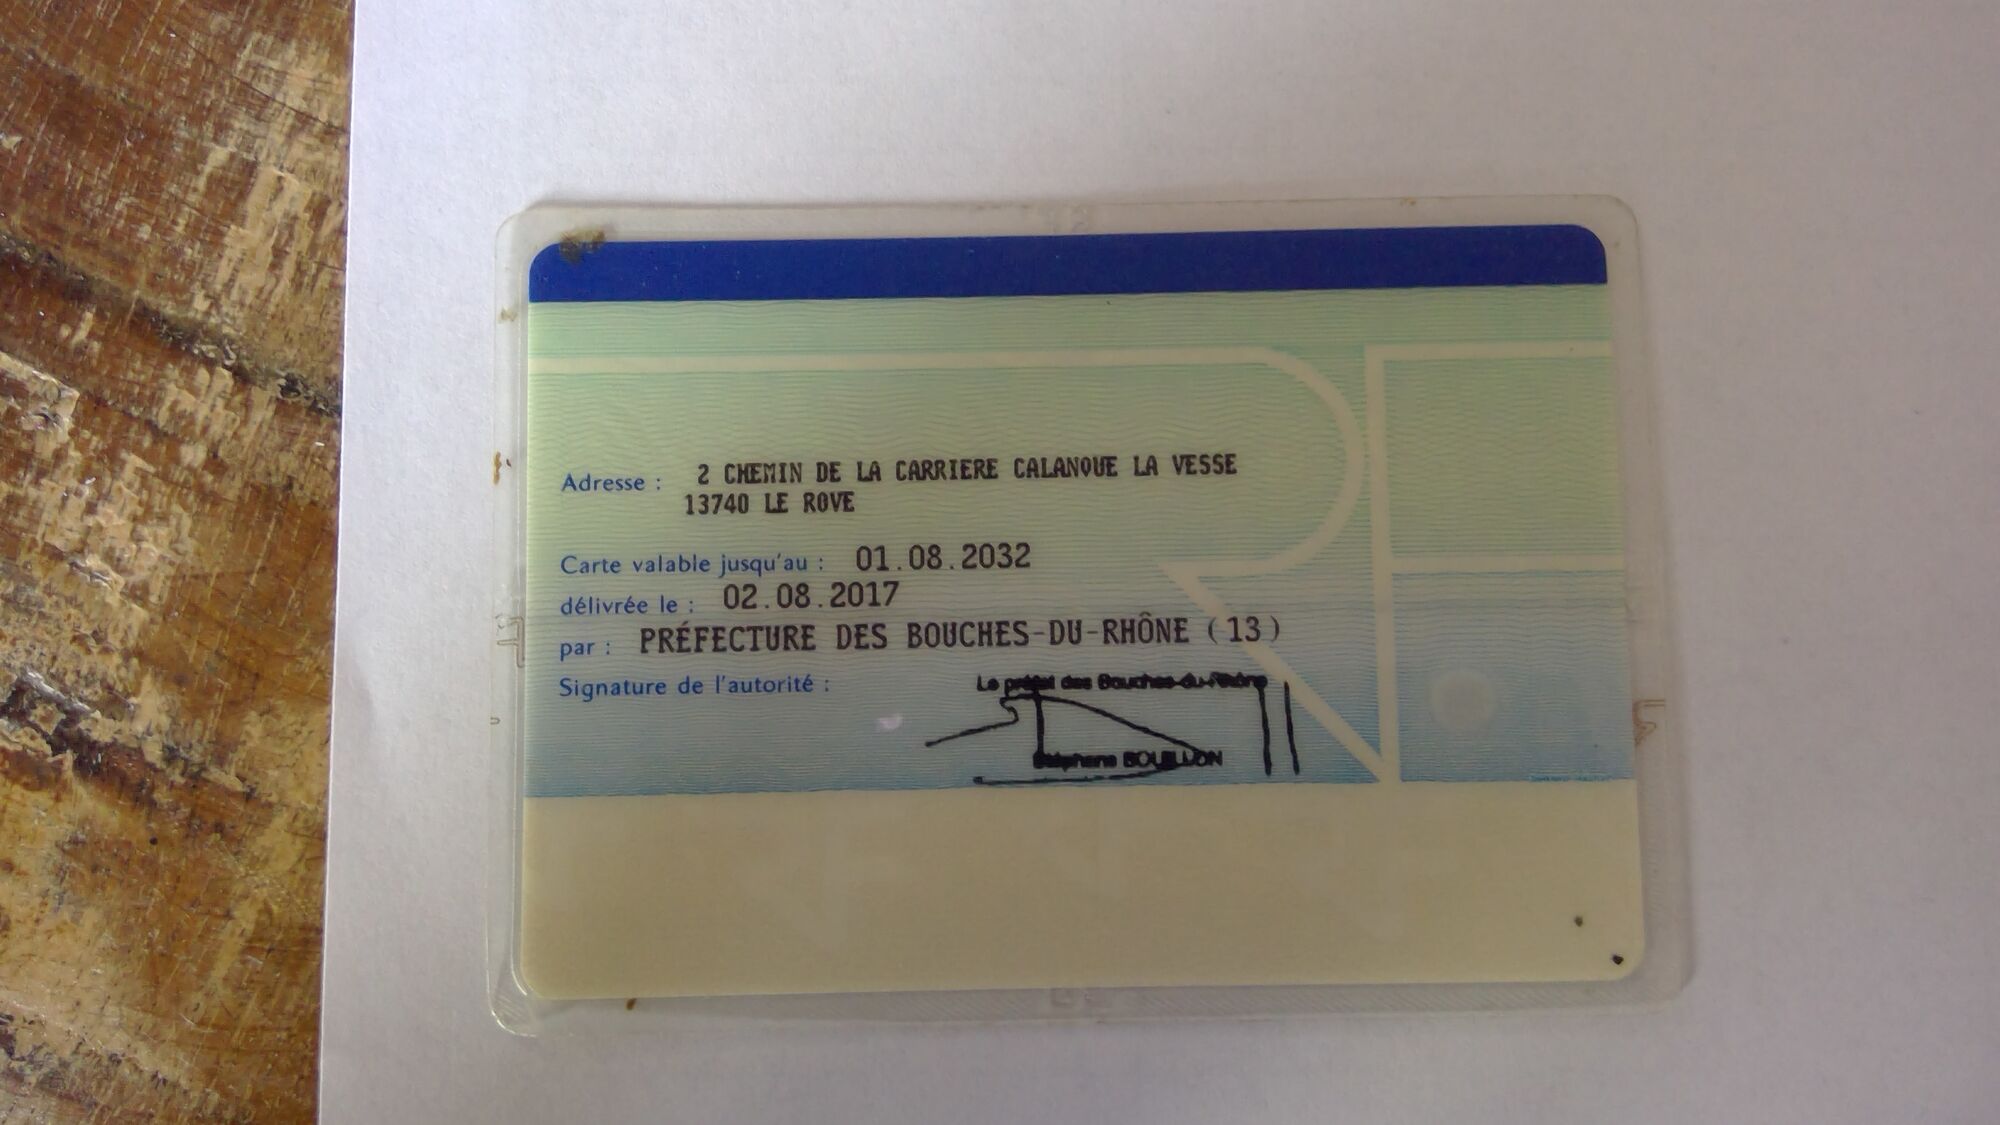 Adresse : 2 CHEMIN DE LA CARRIERE CALANQUE LA VESSE
13740 LE ROVE
Carte valable jusqu'au : 01.08.2032
délivrée le : 02.08.2017
par : PRÉFECTURE DES BOUCHES-DU-RHÔNE (13)
Signature de l'autorité :
Le préfet des Bouches-du-Rhône
Stéphane BOUILLON